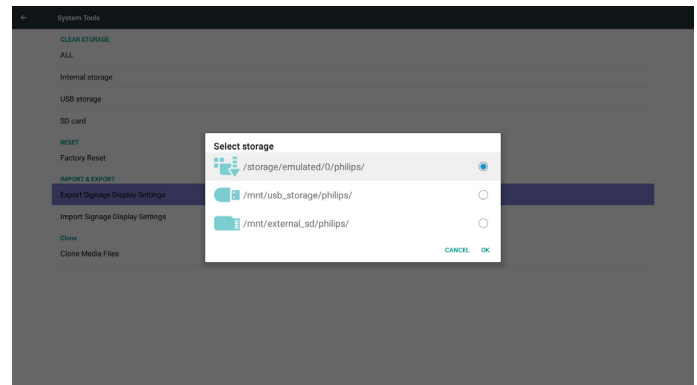 System Tools
CLEAR STORAGE
ALL
Internal storage
USB storage
SD card
RESET
Factory Reset
IMPORT & EXPORT
Export Signage Display Settings
Import Signage Display Settings
Clone
Clone Media Files
Select storage
/storage/emulated/0/philips/
/mnt/usb_storage/philips/
/mnt/external_sd/philips/
CANCEL OK